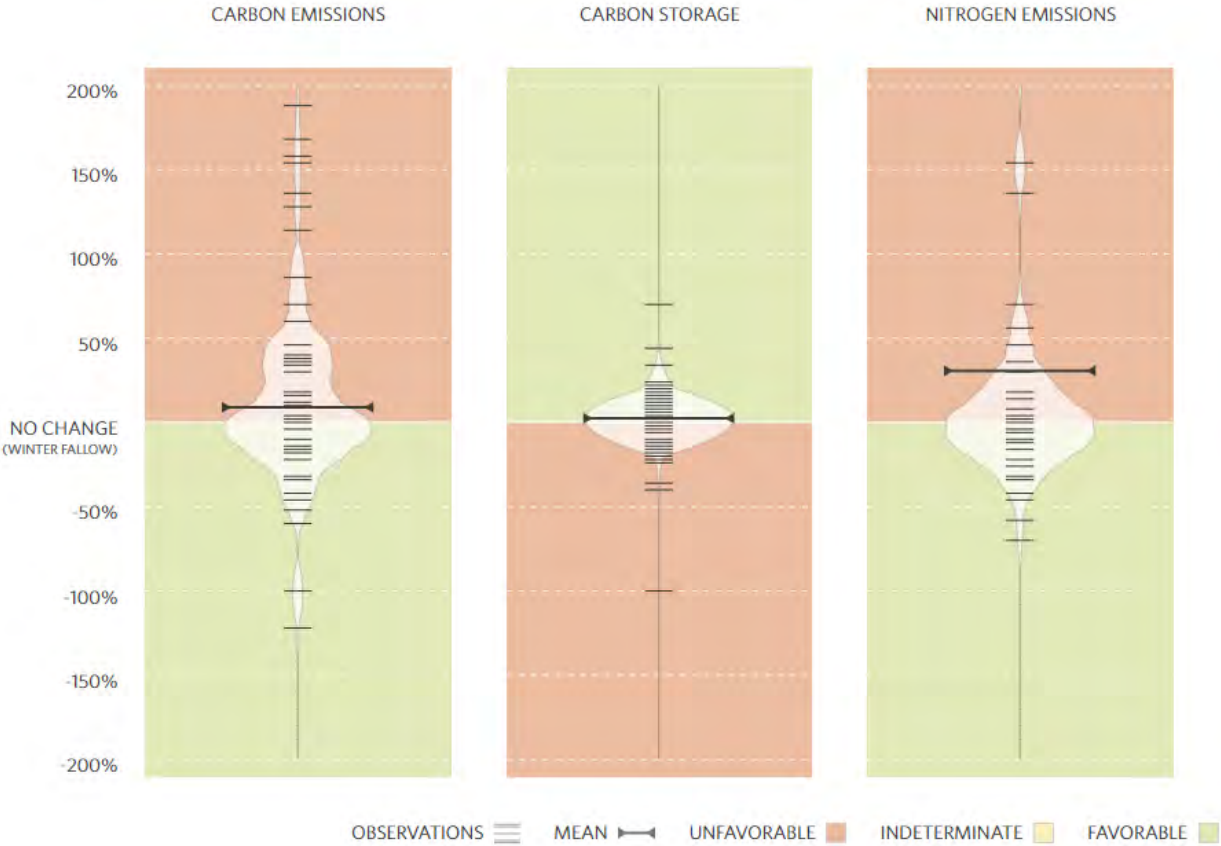 CARBON EMISSIONS
CARBON STORAGE
NITROGEN EMISSIONS
200%
150%
100%
50%
NO CHANGE
(WINTER FALLOW)
-50%
-100%
-150%
-200%
OBSERVATIONS MEAN UNFAVORABLE INDETERMINATE FAVORABLE